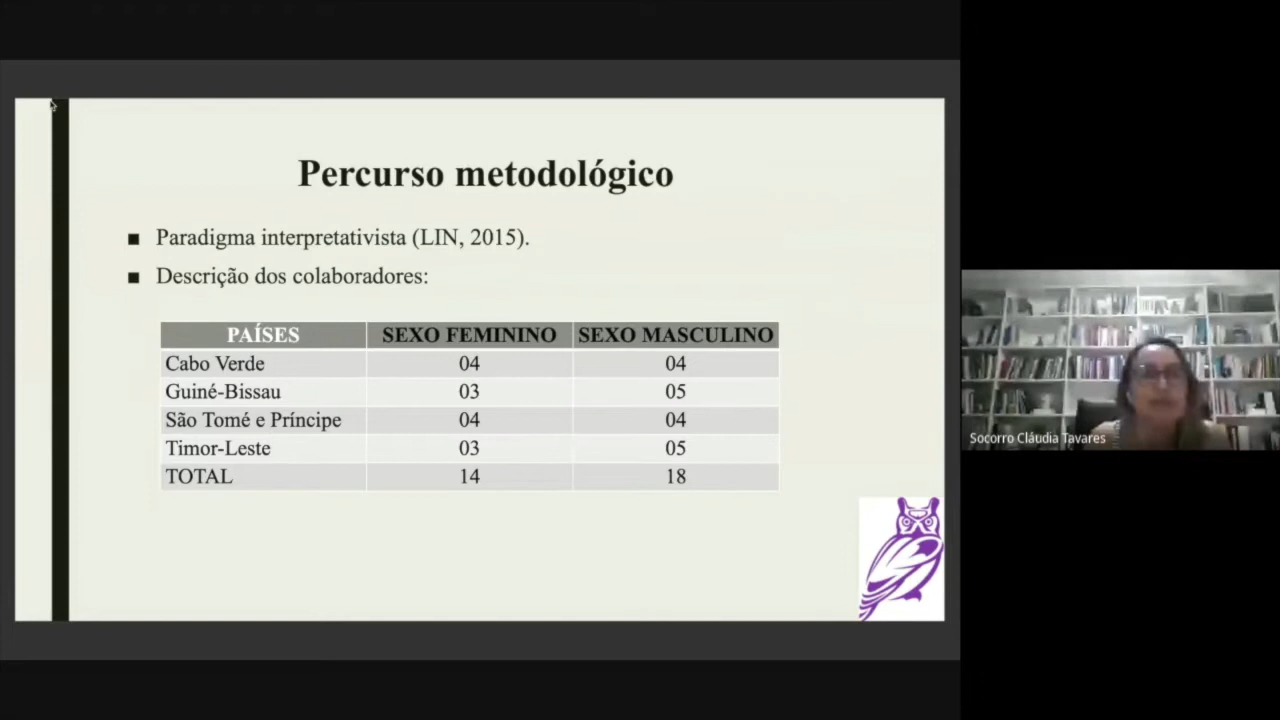 Percurso metodológico
■ Paradigma interpretativista (LIN, 2015).
■ Descrição dos colaboradores:
PAÍSES SEXO FEMININO SEXO MASCULINO
Cabo Verde 04 04
Guiné-Bissau 03 05
São Tomé e Príncipe 04 04
Timor-Leste 03 05
TOTAL 14 18
Socorro Cláudia Tavares